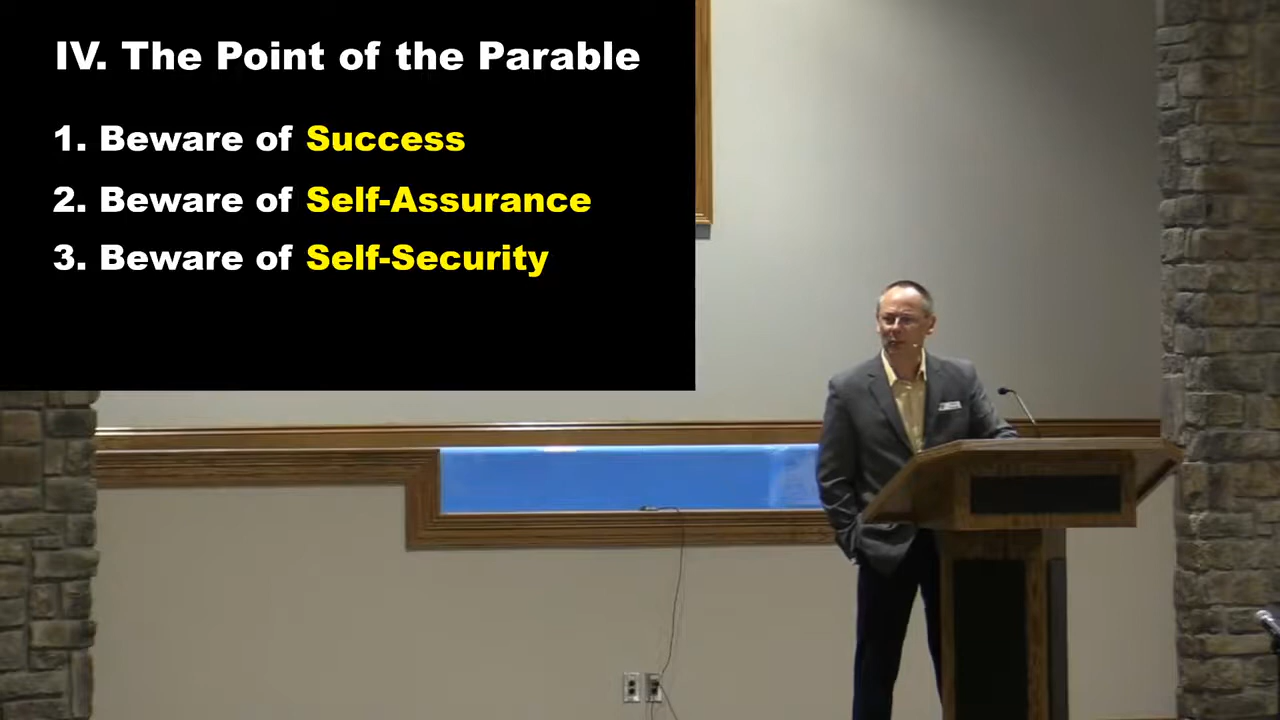 IV. The Point of the Parable
1. Beware of Success
2. Beware of Self-Assurance
3. Beware of Self-Security